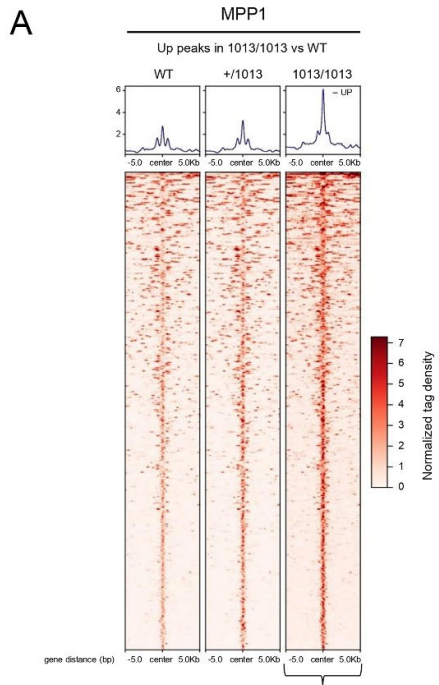 A
MPP1
Up peaks in 1013/1013 vs WT
WT +/1013 1013/1013
6
4
2
– UP
-5.0 center 5.0Kb -5.0 center 5.0Kb -5.0 center 5.0Kb
7
6
5
4
3
2
1
0
Normalized tag density
gene distance (bp) -5.0 center 5.0Kb -5.0 center 5.0Kb -5.0 center 5.0Kb